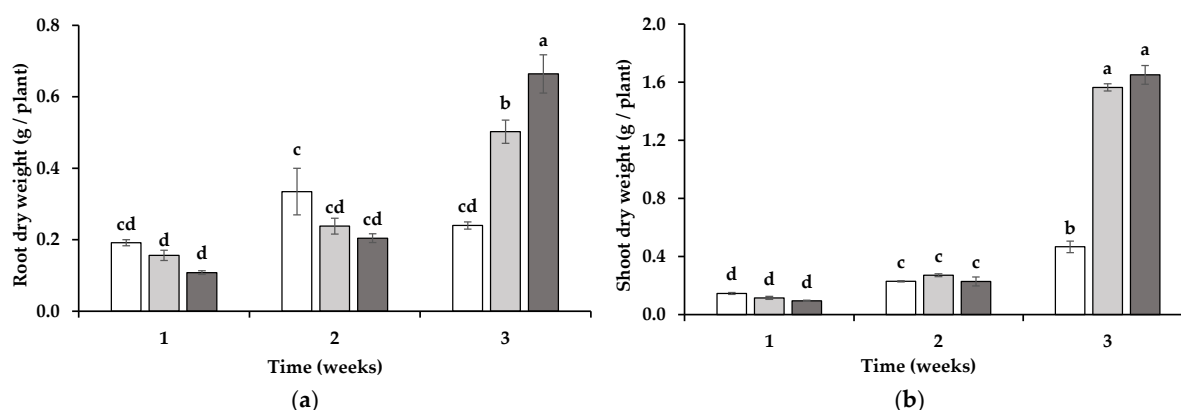 Root dry weight (g / plant)
0.8
0.6
0.4
0.2
0.0
cd
d
d
c
cd
cd
cd
b
a
1
2
3
Time (weeks)
(a)
Shoot dry weight (g / plant)
2.0
1.6
1.2
0.8
0.4
0.0
d
d
d
c
c
c
b
a
a
1
2
3
Time (weeks)
(b)